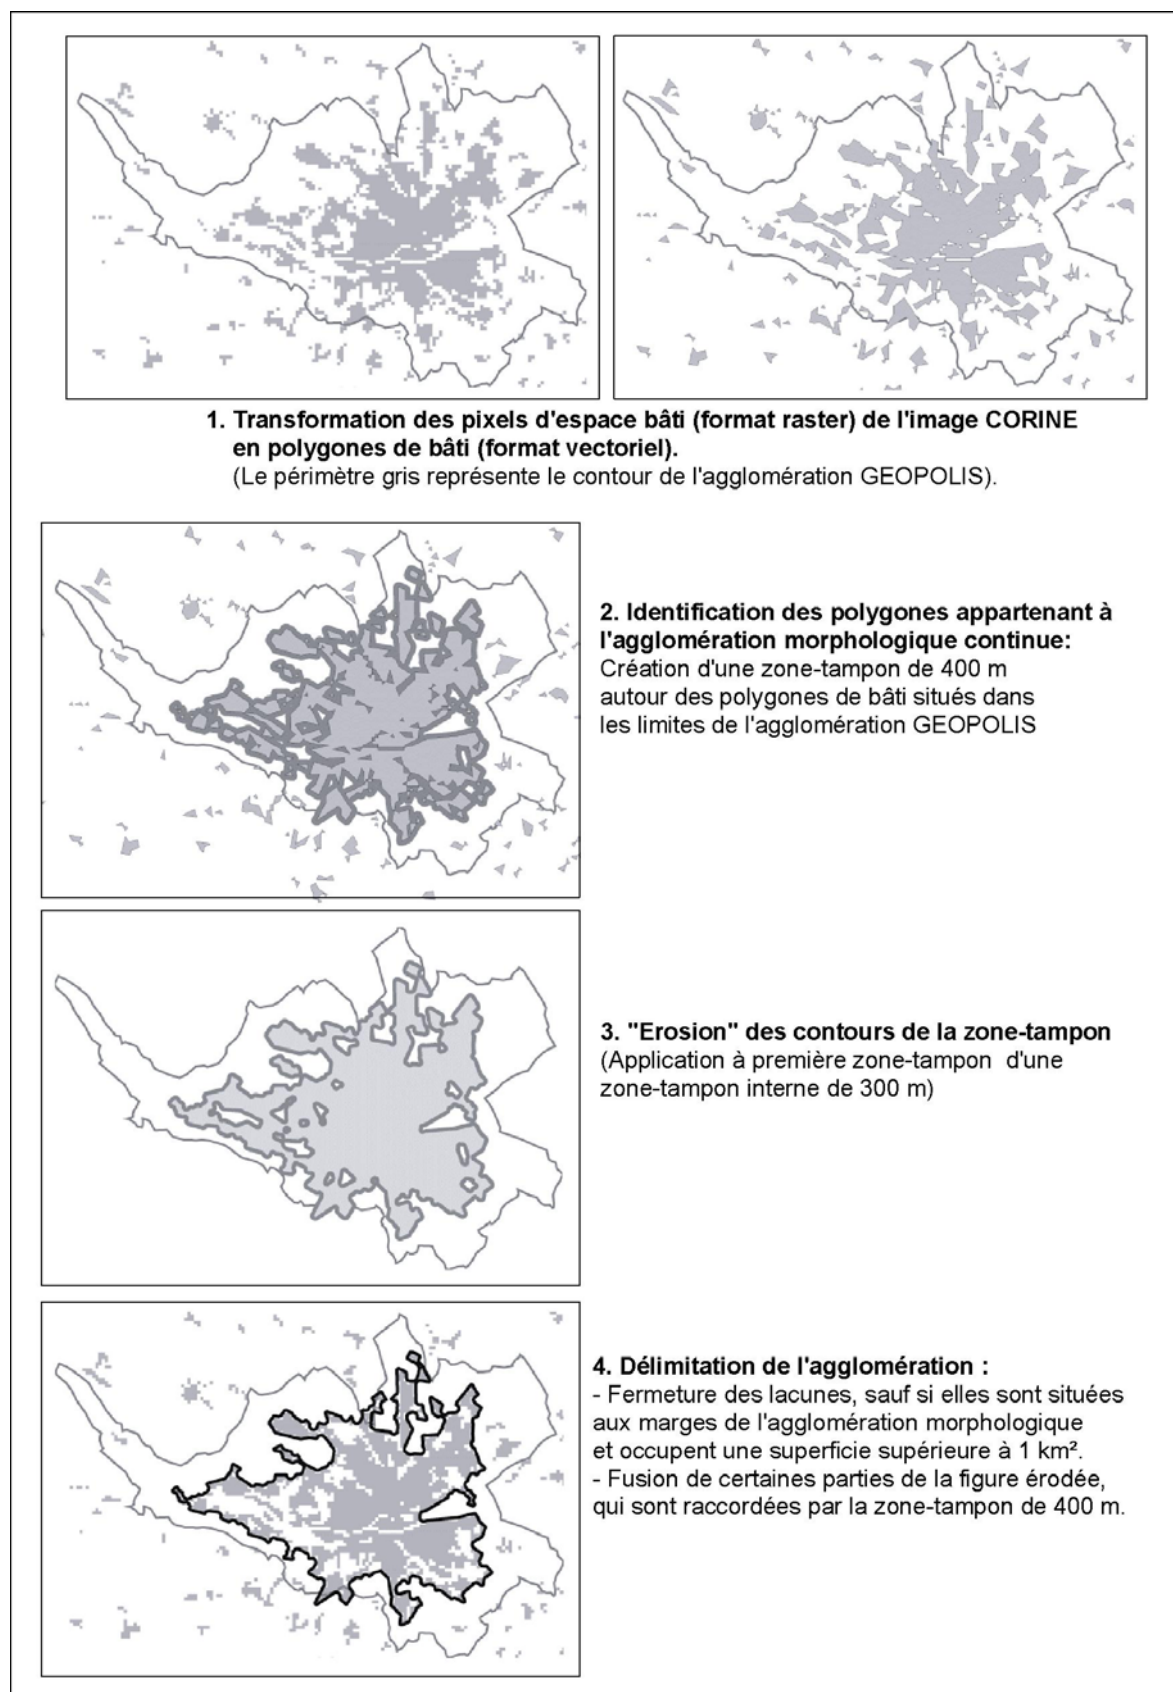 1. Transformation des pixels d'espace bâti (format raster) de l'image CORINE
en polygones de bâti (format vectoriel).
(Le périmètre gris représente le contour de l'agglomération GEOPOLIS).
2. Identification des polygones appartenant à
l'agglomération morphologique continue:
Création d'une zone-tampon de 400 m
autour des polygones de bâti situés dans
les limites de l'agglomération GEOPOLIS
3. "Erosion" des contours de la zone-tampon
(Application à première zone-tampon d'une
zone-tampon interne de 300 m)
4. Délimitation de l'agglomération :
- Fermeture des lacunes, sauf si elles sont situées
aux marges de l'agglomération morphologique
et occupent une superficie supérieure à 1 km².
- Fusion de certaines parties de la figure érodée,
qui sont raccordées par la zone-tampon de 400 m.